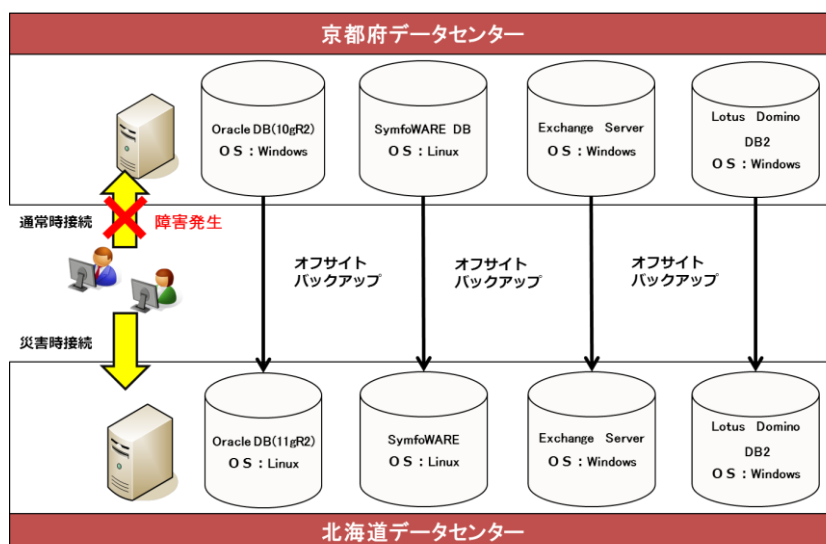 京都府データセンター
Oracle DB(10gR2)
OS：Windows
SymfoWARE DB
OS：Linux
Exchange Server
OS：Windows
Lotus Domino
DB2
OS：Windows
通常時接続
障害発生
オフサイト
バックアップ
オフサイト
バックアップ
オフサイト
バックアップ
災害時接続
Oracle DB(11gR2)
OS：Linux
SymfoWARE
OS：Linux
Exchange Server
OS：Windows
Lotus Domino
DB2
OS：Windows
北海道データセンター